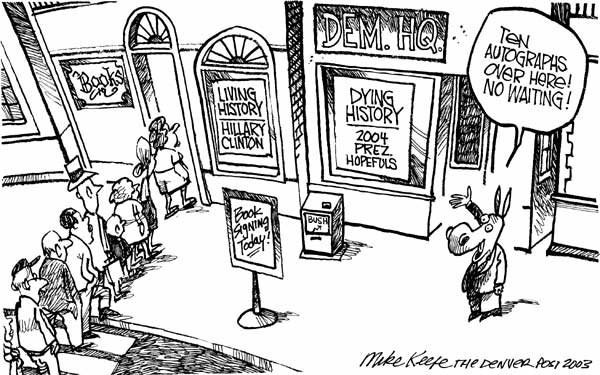 Books
LIVING
HISTORY
HILLARY
CLINTON
DEM. HQ.
DYING
HISTORY
2004
PREZ
HOPEFULS
TEN
AUTOGRAPHS
OVER HERE!
NO WAITING!
Book
Signing
Today!
BUSH
Mike Keefe THE DENVER POST 2003